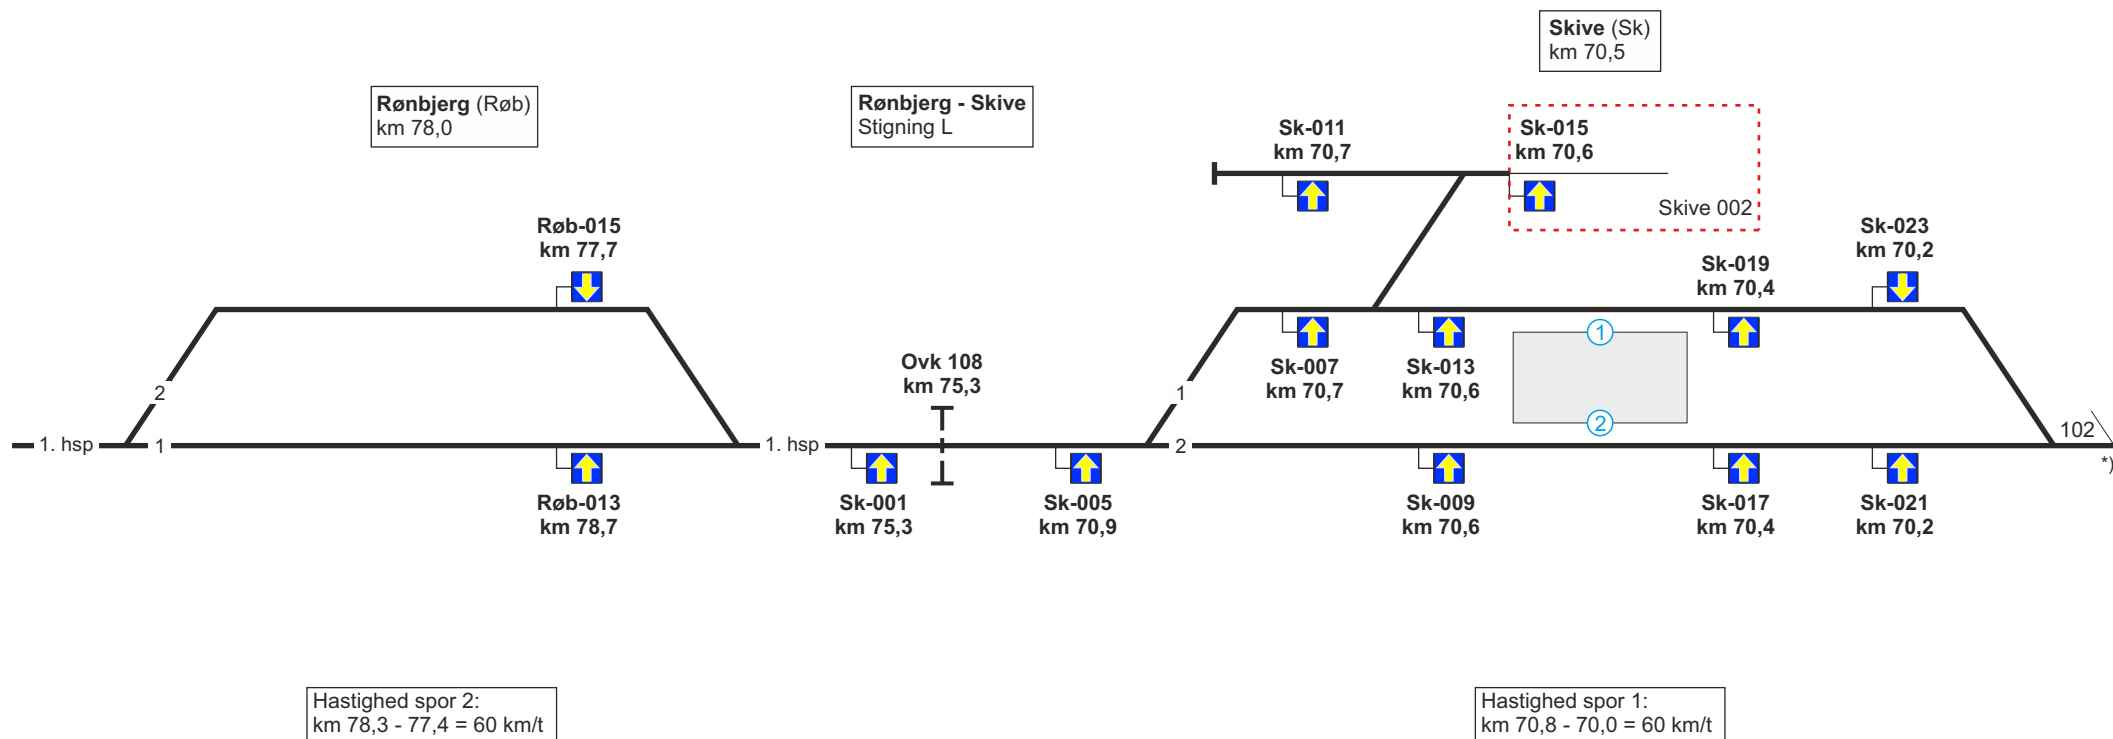 Skive (Sk)
km 70,5
Rønbjerg (Røb)
km 78,0
Rønbjerg - Skive
Stigning L
Sk-011
km 70,7
Sk-015
km 70,6
Skive 002
Røb-015
km 77,7
Sk-023
km 70,2
Sk-019
km 70,4
1
Sk-007
km 70,7
Sk-013
km 70,6
Ovk 108
km 75,3
2
1
2
1. hsp
1
1. hsp
2
102
*)
Røb-013
km 78,7
Sk-001
km 75,3
Sk-005
km 70,9
Sk-009
km 70,6
Sk-017
km 70,4
Sk-021
km 70,2
Hastighed spor 2:
km 78,3 - 77,4 = 60 km/t
Hastighed spor 1:
km 70,8 - 70,0 = 60 km/t